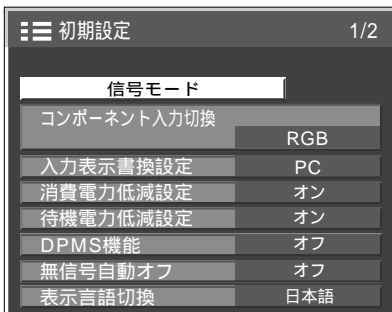 初期設定 1/2
信号モード
コンポーネント入力切換
RGB
入力表示書換設定 PC
消費電力低減設定 オン
待機電力低減設定 オン
DPMS機能 オフ
無信号自動オフ オフ
表示言語切換 日本語